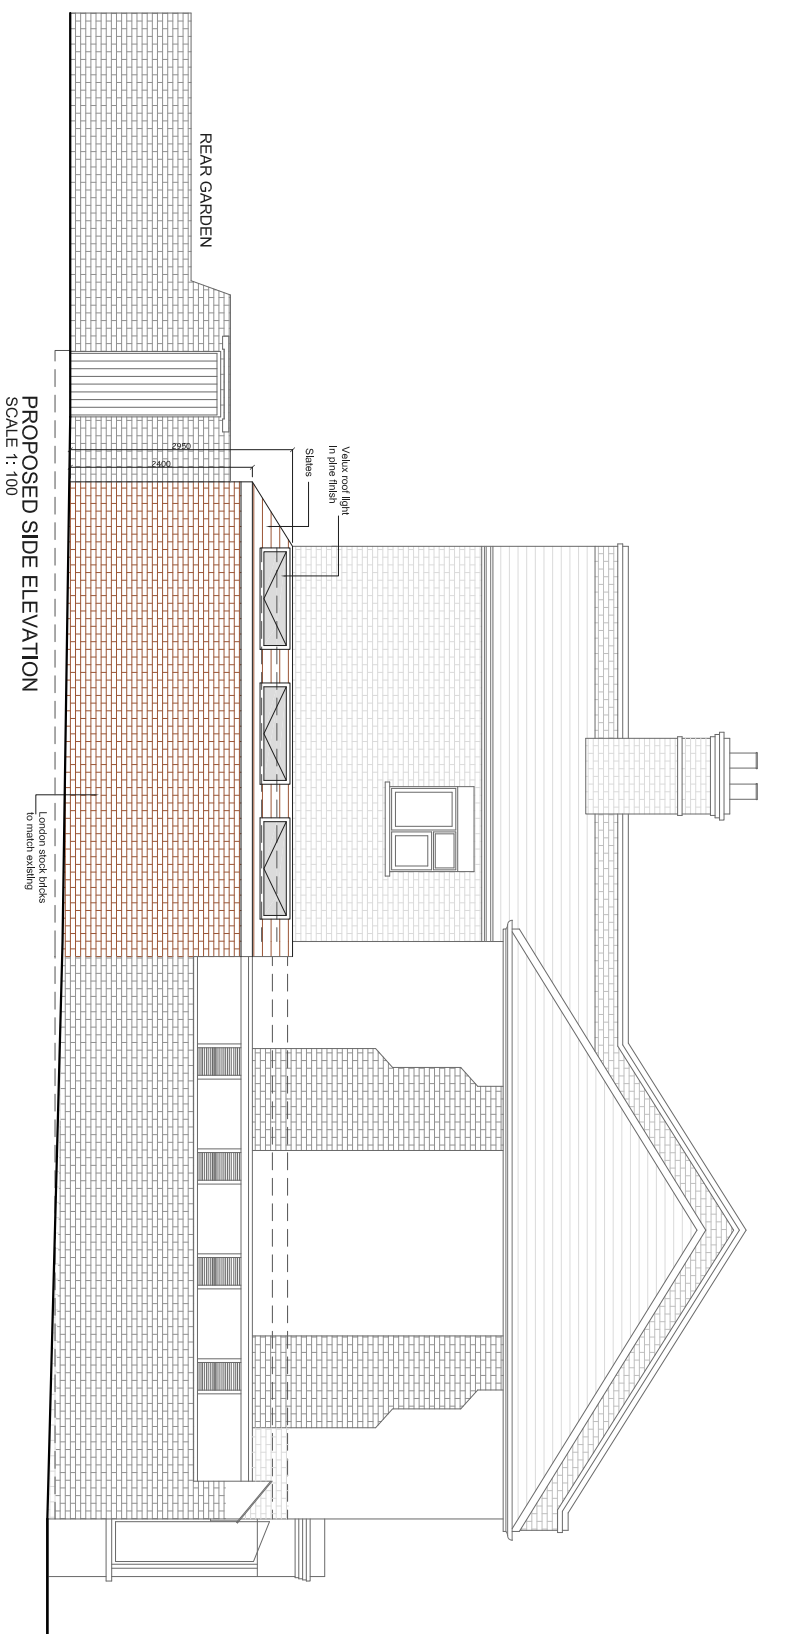 REAR GARDEN
2950
2400
Velux roof light
in pine finish
Slates
London stock bricks
to match existing
PROPOSED SIDE ELEVATION
SCALE 1: 100